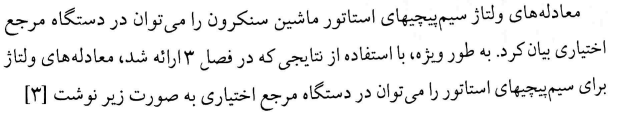 معادله‌های ولتاژ سیم‌پیچیهای استاتور ماشین سنکرون را می‌توان در دستگاه مرجع
اختیاری بیان کرد. به طور ویژه، با استفاده از نتایجی که در فصل ۳ ارائه شد، معادله‌های ولتاژ
برای سیم‌پیچیهای استاتور را می‌توان در دستگاه مرجع اختیاری به صورت زیر نوشت [۳]